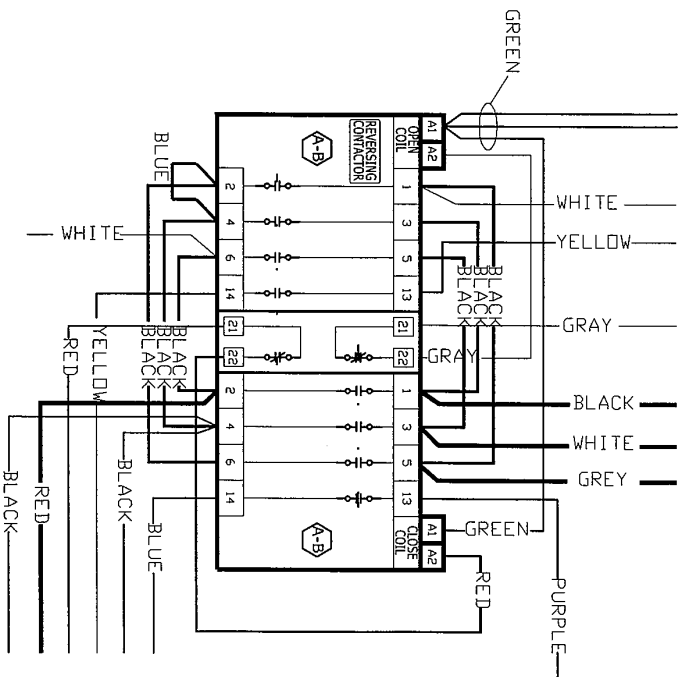 GREEN
A1
A2
OPEN
COIL
REVERSING
CONTACTOR
A-B
BLUE
2
1
WHITE
4
3
WHITE
YELLOW
6
5
14
13
BLACK
BLACK
BLACK
21
21
GRAY
22
22
GRAY
RED
YELLOW
BLACK
BLACK
BLACK
2
1
BLACK
4
3
WHITE
6
5
GREY
14
13
BLACK
RED
BLACK
BLUE
A-B
CLOSE
COIL
A1
A2
GREEN
RED
PURPLE